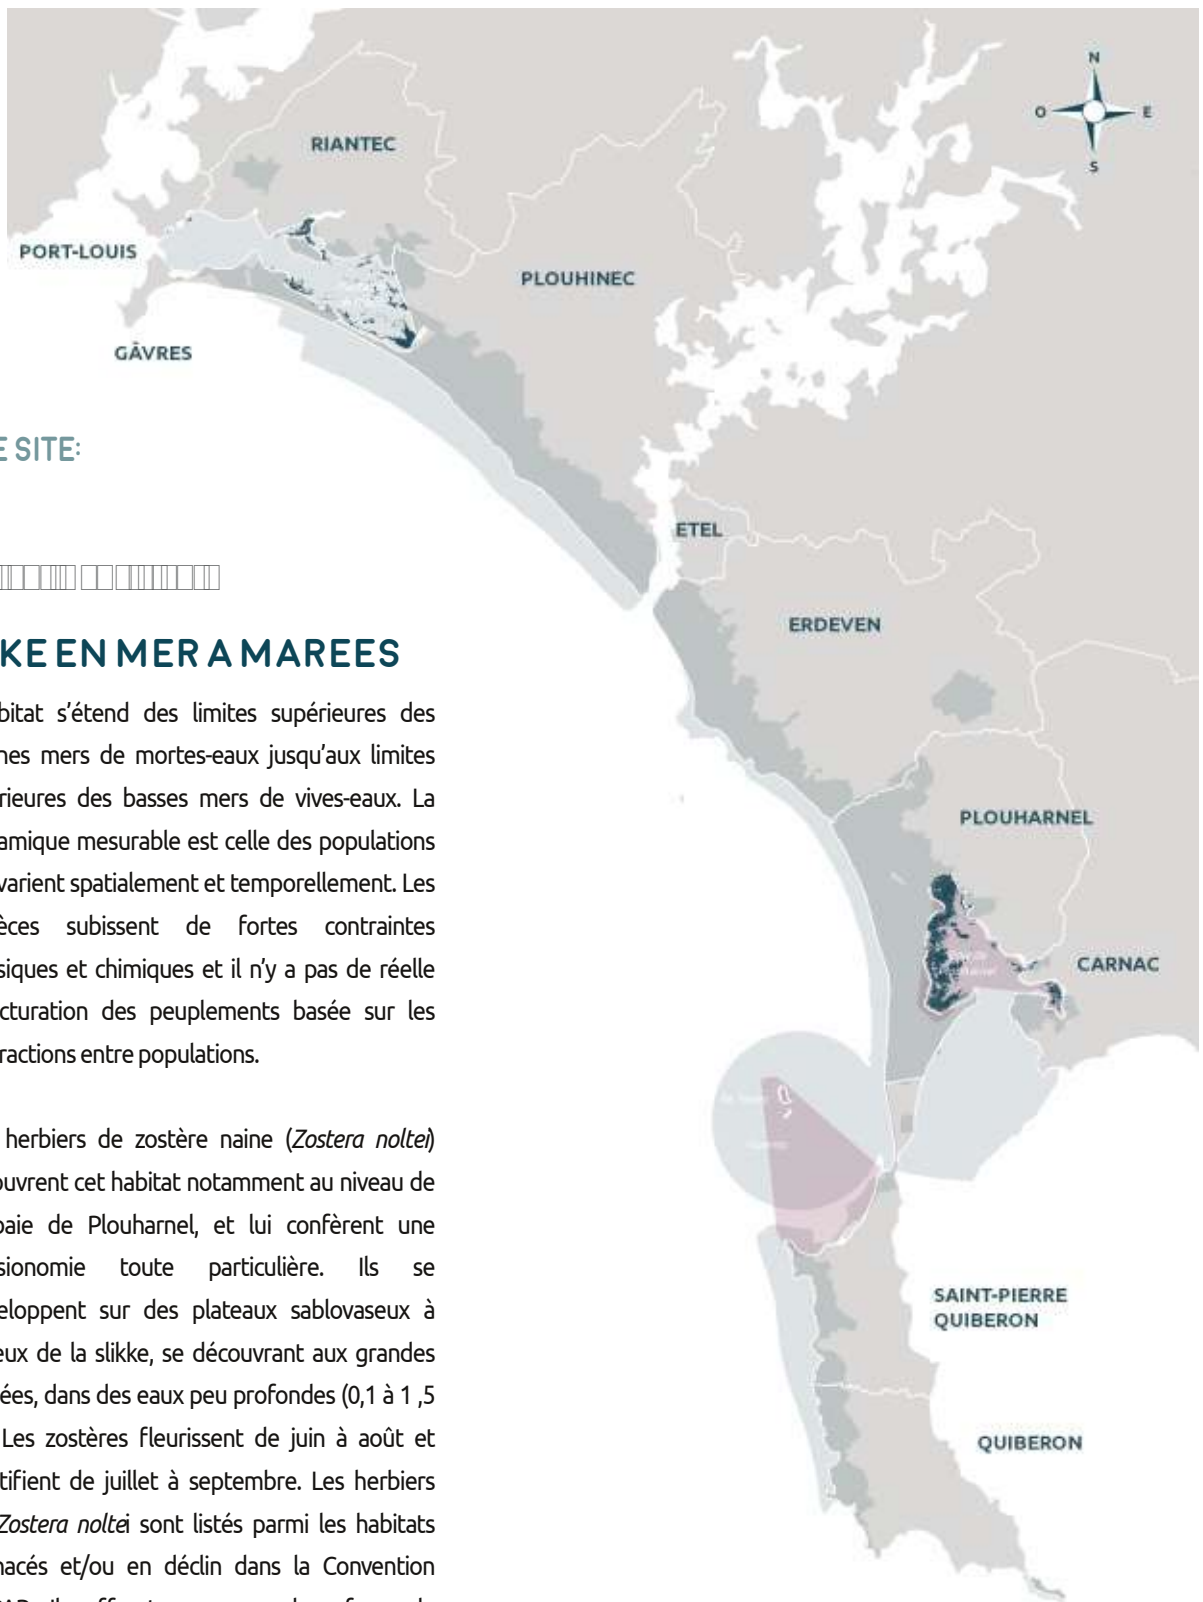 N
O
E
S
RIANTEC
PORT-LOUIS
PLOUHINEC
GÂVRES
E SITE:
ETEL
ERDEVEN
KE EN MER A MAREES
bitat s'étend des limites supérieures des
nes mers de mortes-eaux jusqu'aux limites
rieures des basses mers de vives-eaux. La
amique mesurable est celle des populations
varient spatialement et temporellement. Les
èces subissent de fortes contraintes
siques et chimiques et il n'y a pas de réelle
cturation des peuplements basée sur les
ractions entre populations.
PLOUHARNEL
CARNAC
herbiers de zostère naine (Zostera noltei)
ouvrent cet habitat notamment au niveau de
baie de Plouharnel, et lui confèrent une
sionomie toute particulière. Ils se
eloppent sur des plateaux sablovaseux à
eux de la slikke, se découvrant aux grandes
ées, dans des eaux peu profondes (0,1 à 1 ,5
Les zostères fleurissent de juin à août et
tifient de juillet à septembre. Les herbiers
Zostera noltei sont listés parmi les habitats
nacés et/ou en déclin dans la Convention
SAINT-PIERRE
QUIBERON
QUIBERON